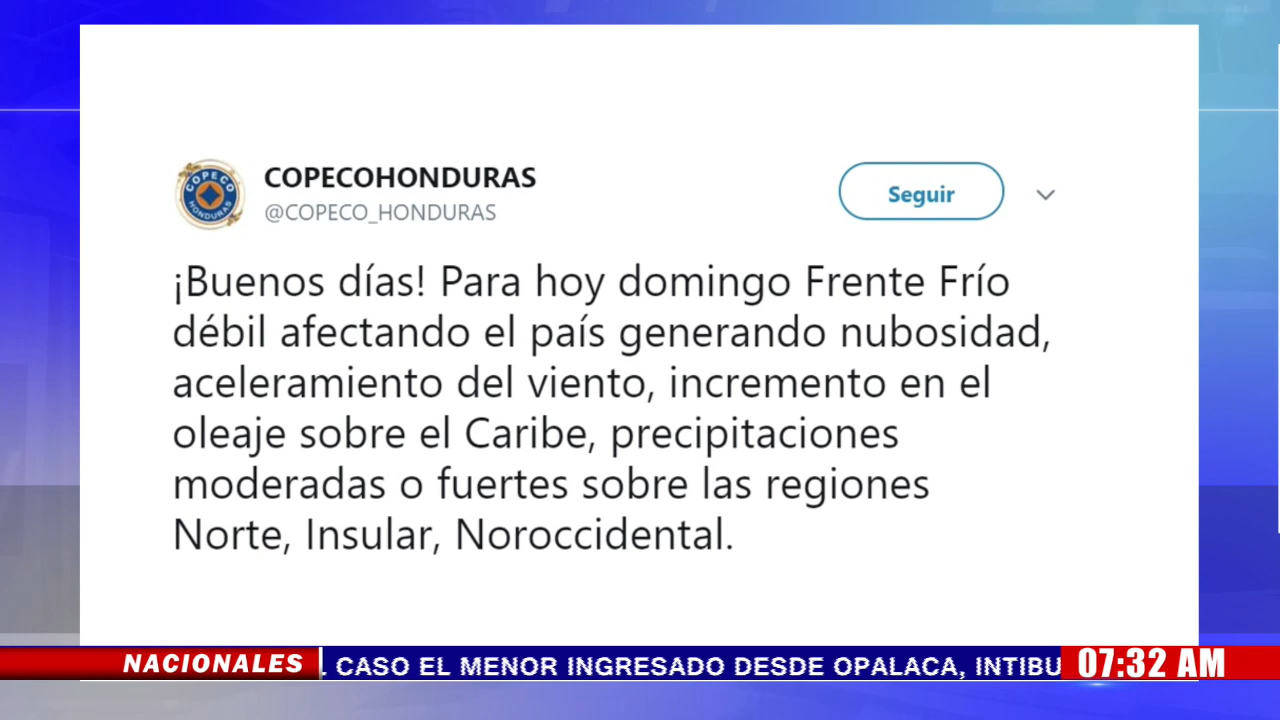 COPECO
HONDURAS
COPECOHONDURAS
@COPECO_HONDURAS
Seguir
¡Buenos días! Para hoy domingo Frente Frío
débil afectando el país generando nubosidad,
aceleramiento del viento, incremento en el
oleaje sobre el Caribe, precipitaciones
moderadas o fuertes sobre las regiones
Norte, Insular, Noroccidental.
NACIONALES CASO EL MENOR INGRESADO DESDE OPALACA, INTIBU 07:32 AM